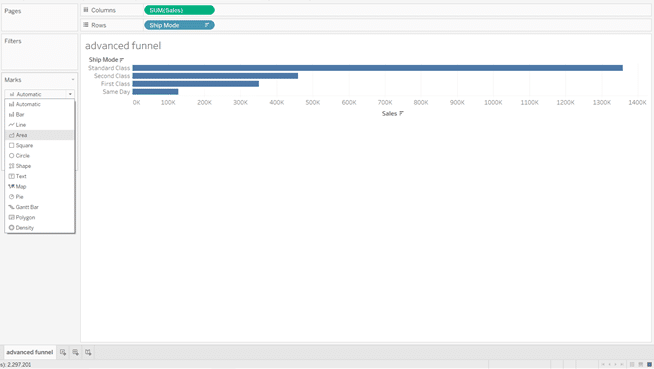 Pages
Columns
SUM(Sales)
Rows
Ship Mode
Filters
advanced funnel
Ship Mode
Standard Class
Second Class
First Class
Same Day
0K 100K 200K 300K 400K 500K 600K 700K 800K 900K 1000K 1100K 1200K 1300K 1400K
Sales
Marks
Automatic
Automatic
Bar
Line
Area
Square
Circle
Shape
Text
Map
Pie
Gantt Bar
Polygon
Density
advanced funnel
s): 2.297.201